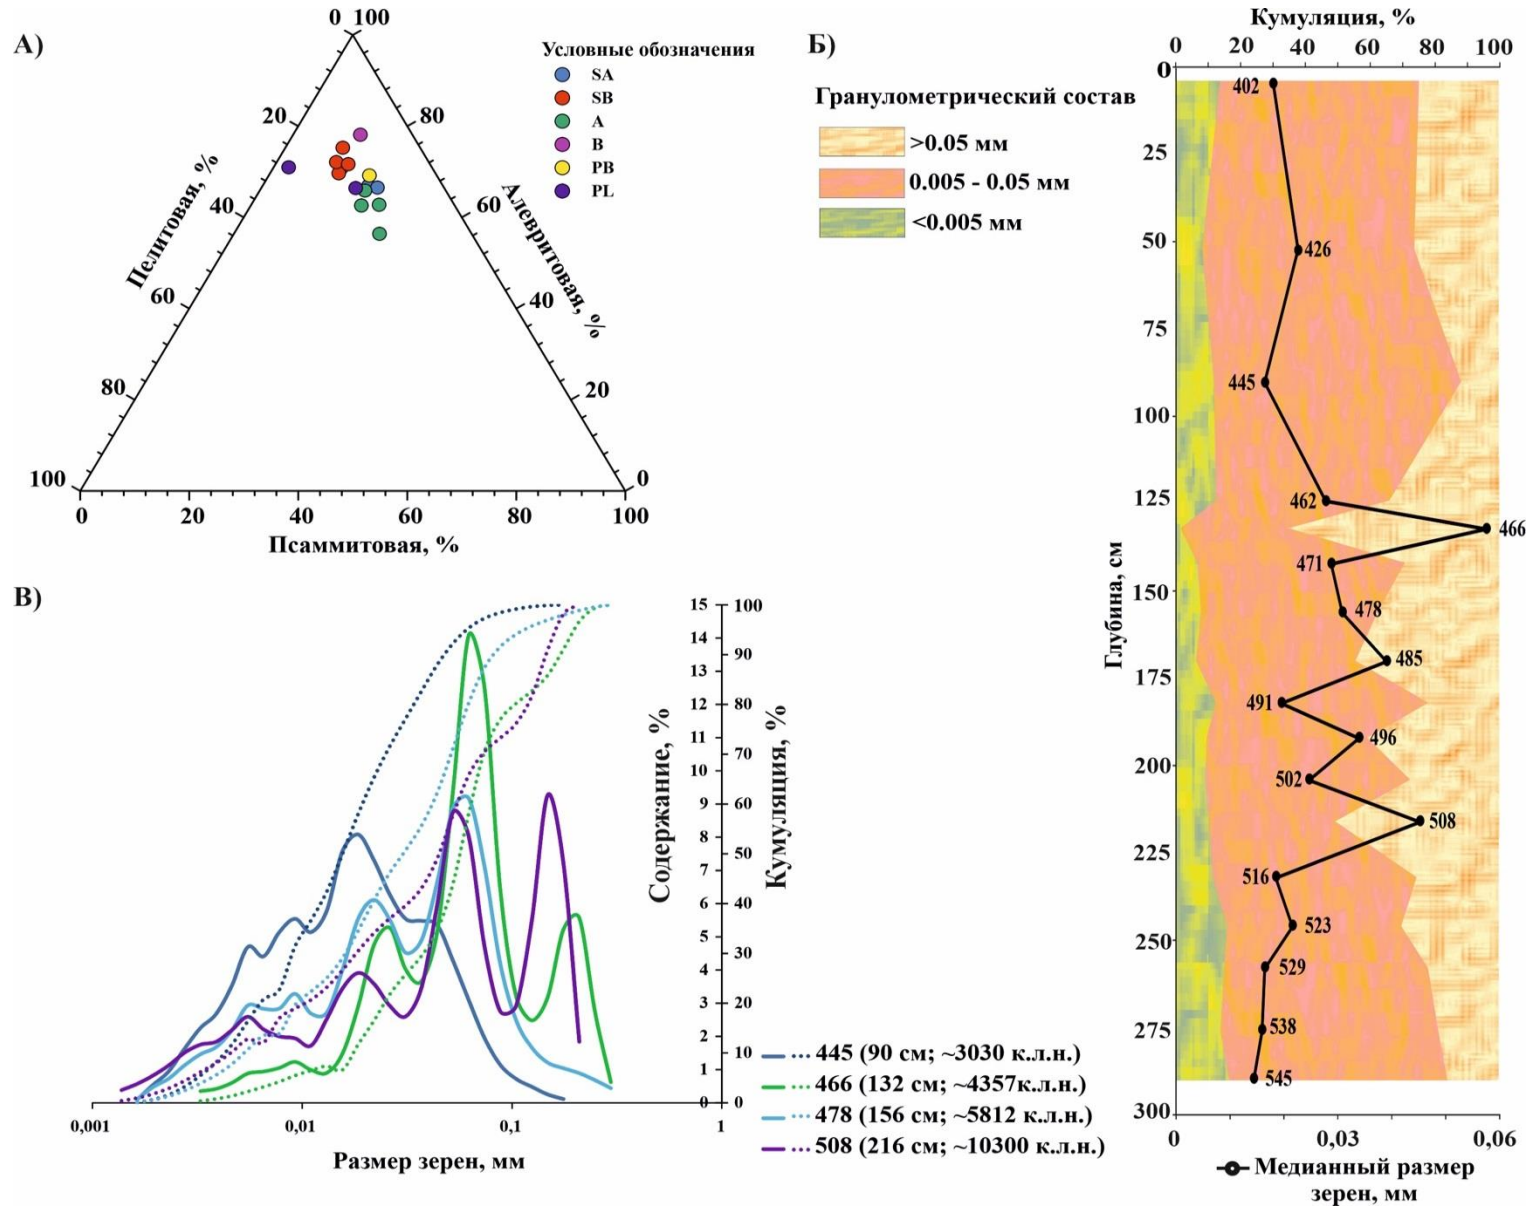 А)
0 100
20
40
60
80
100
80
60
40
20
0
Пелитовая, %
Алевритовая, %
0 20 40 60 80 100
Псаммитовая, %
Условные обозначения
SA
SB
A
B
PB
PL
Б)
Гранулометрический состав
>0.05 мм
0.005 - 0.05 мм
<0.005 мм
Кумуляция, %
0 20 40 60 80 100
0
25
50
75
100
125
150
175
200
225
250
275
300
Глубина, см
402
426
445
462
466
471
478
485
491
496
502
508
516
523
529
538
545
0 0,03 0,06
Медианный размер
зерен, мм
В)
15 100
14
13 90
12 80
11
10 70
9 60
8
7 50
6 40
5 30
4
3 20
2
1 10
0 0
Содержание, %
Кумуляция, %
0,001 0,01 0,1 1
Размер зерен, мм
445 (90 см; ~3030 к.л.н.)
466 (132 см; ~4357к.л.н.)
478 (156 см; ~5812 к.л.н.)
508 (216 см; ~10300 к.л.н.)